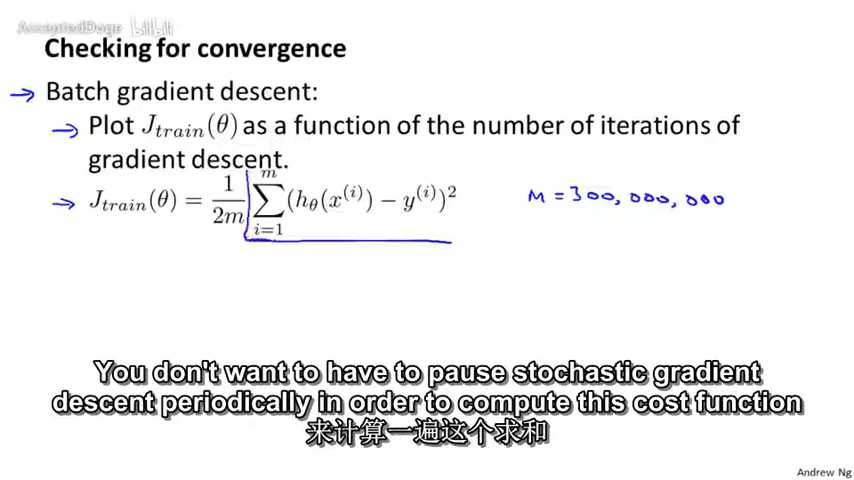 AcceptedDoge bilibili
Checking for convergence
→ Batch gradient descent:
→ Plot J_train(θ) as a function of the number of iterations of
gradient descent.
→ J_train(θ) = 1/2m ∑_{i=1}^{m} (h_θ(x^{(i)}) − y^{(i)})^2 M = 300,000,000
You don't want to have to pause stochastic gradient
descent periodically in order to compute this cost function
来计算一遍这个求和
Andrew Ng